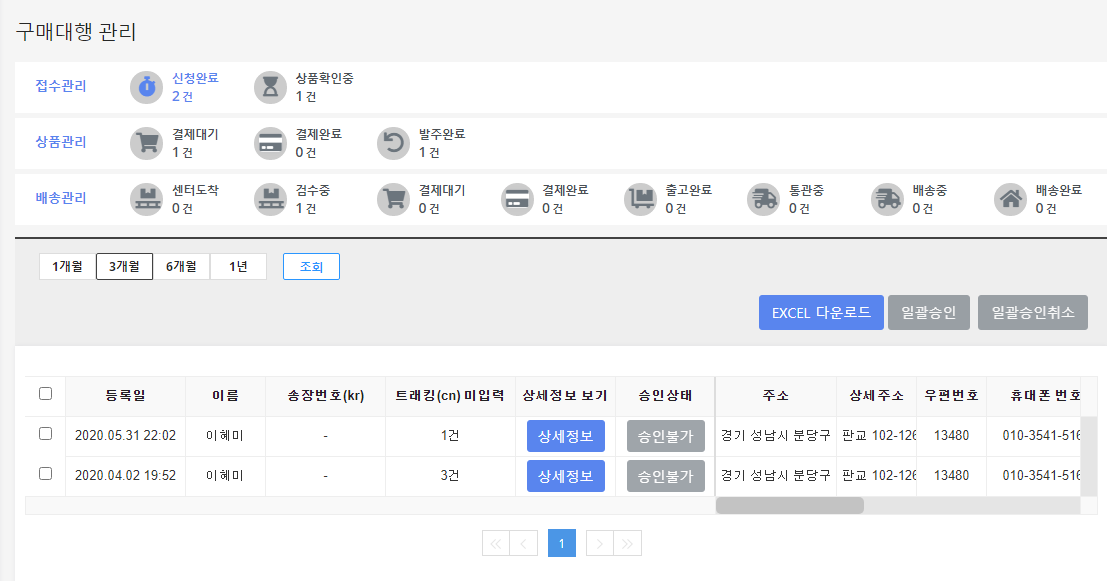 구매대행 관리
접수관리 신청완료 상품확인중
2 건 1 건
상품관리 결제대기 결제완료 발주완료
1 건 0 건 1 건
배송관리 센터도착 검수중 결제대기 결제완료 출고완료 통관중 배송중 배송완료
0 건 1 건 0 건 0 건 0 건 0 건 0 건 0 건
1개월 3개월 6개월 1년 조회
EXCEL 다운로드 일괄승인 일괄승인취소
등록일 이름 송장번호(kr) 트래킹(cn) 미입력 상세정보 보기 승인상태 주소 상세주소 우편번호 휴대폰 번호
2020.05.31 22:02 이혜미 - 1건 상세정보 승인불가 경기 성남시 분당구 판교 102-126 13480 010-3541-516
2020.04.02 19:52 이혜미 - 3건 상세정보 승인불가 경기 성남시 분당구 판교 102-126 13480 010-3541-516
1